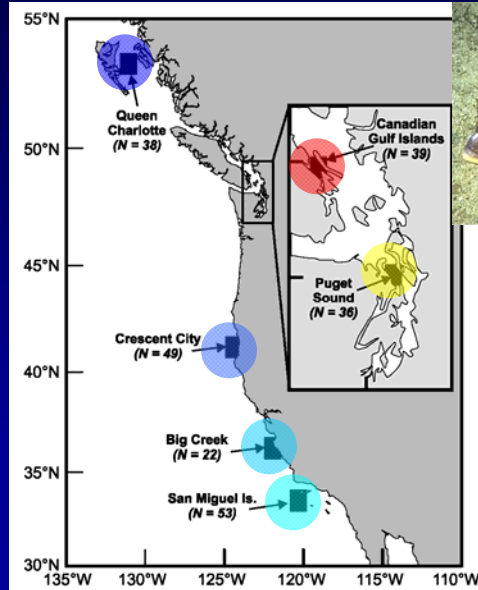 55°N
50°N
45°N
40°N
35°N
30°N
Queen
Charlotte
(N = 38)
Canadian
Gulf Islands
(N = 39)
Puget
Sound
(N = 36)
Crescent City
(N = 49)
Big Creek
(N = 22)
San Miguel Is.
(N = 53)
135°W 130°W 125°W 120°W 115°W 110°W